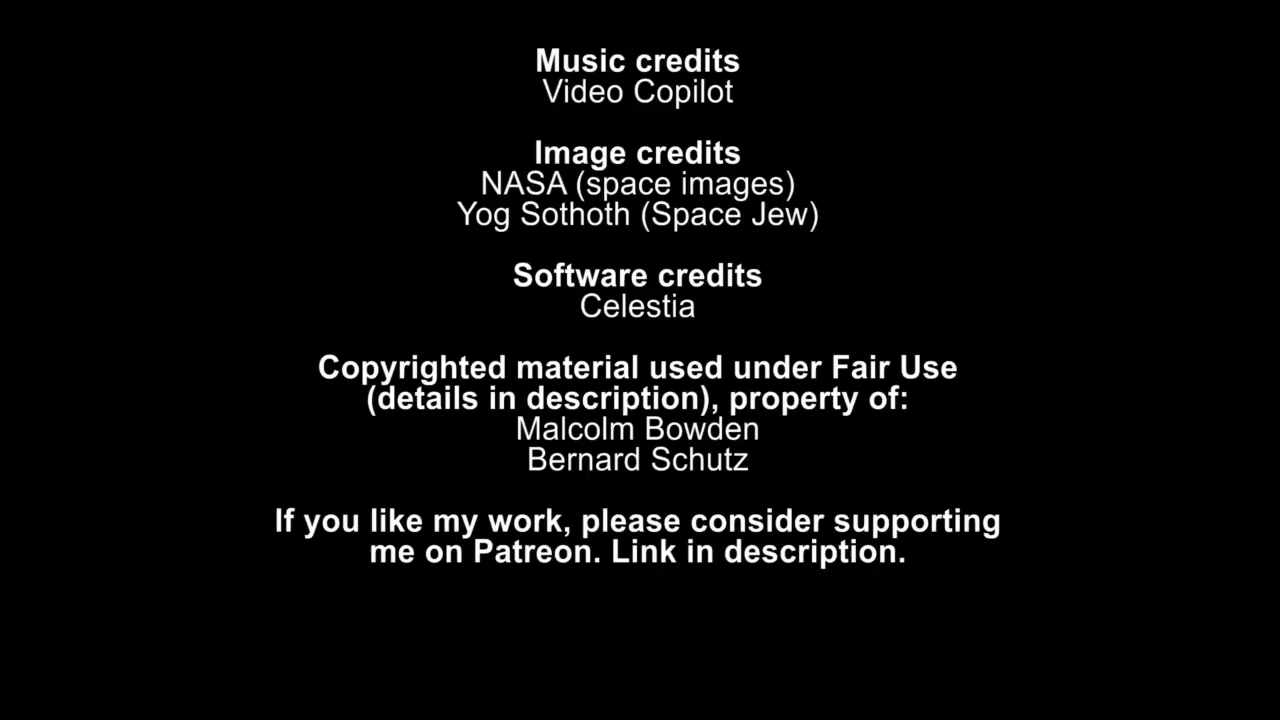 Music credits
Video Copilot
Image credits
NASA (space images)
Yog Sothoth (Space Jew)
Software credits
Celestia
Copyrighted material used under Fair Use
(details in description), property of:
Malcolm Bowden
Bernard Schutz
If you like my work, please consider supporting
me on Patreon. Link in description.